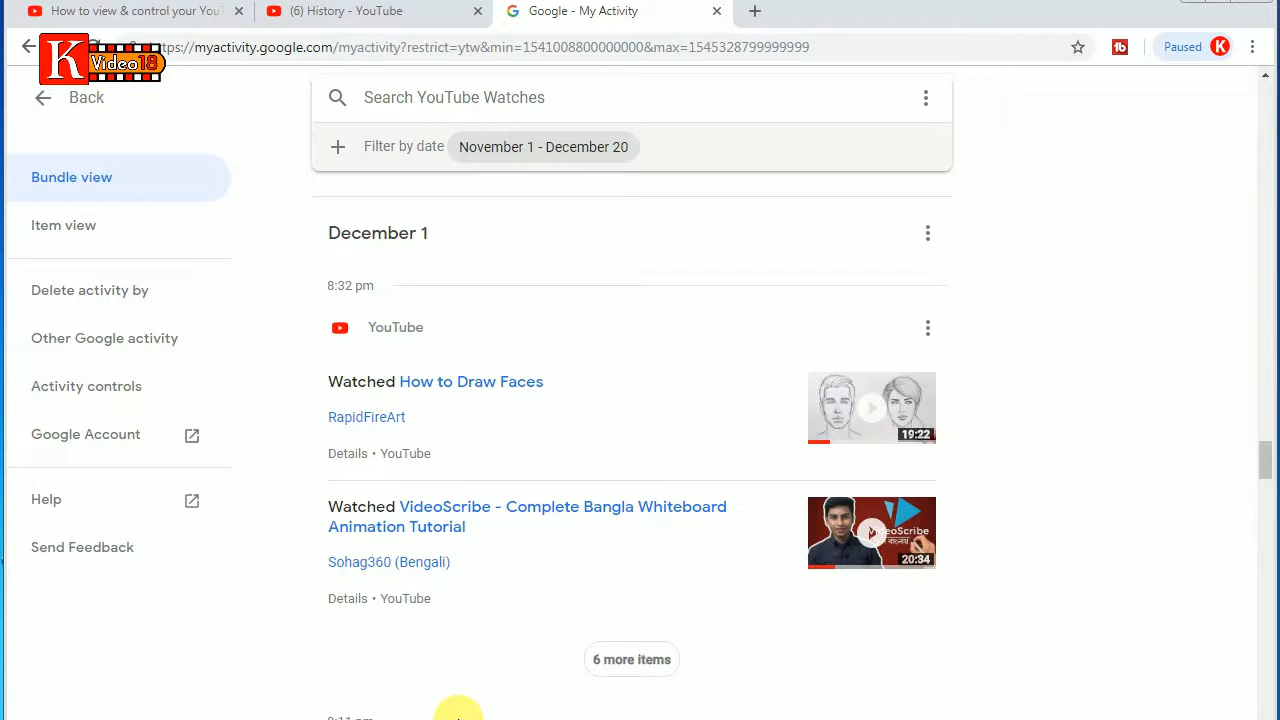 How to view & control your You
(6) History - YouTube
Google - My Activity
https://myactivity.google.com/myactivity?restrict=ytw&min=1541008800000000&max=1545328799999999
Paused
K
K
Video18
Back
Search YouTube Watches
Filter by date
November 1 - December 20
Bundle view
Item view
Delete activity by
Other Google activity
Activity controls
Google Account
Help
Send Feedback
December 1
8:32 pm
YouTube
Watched How to Draw Faces
RapidFireArt
Details • YouTube
19:22
Watched VideoScribe - Complete Bangla Whiteboard
Animation Tutorial
Sohag360 (Bengali)
Details • YouTube
VideoScribe
বাংলায়
20:34
6 more items